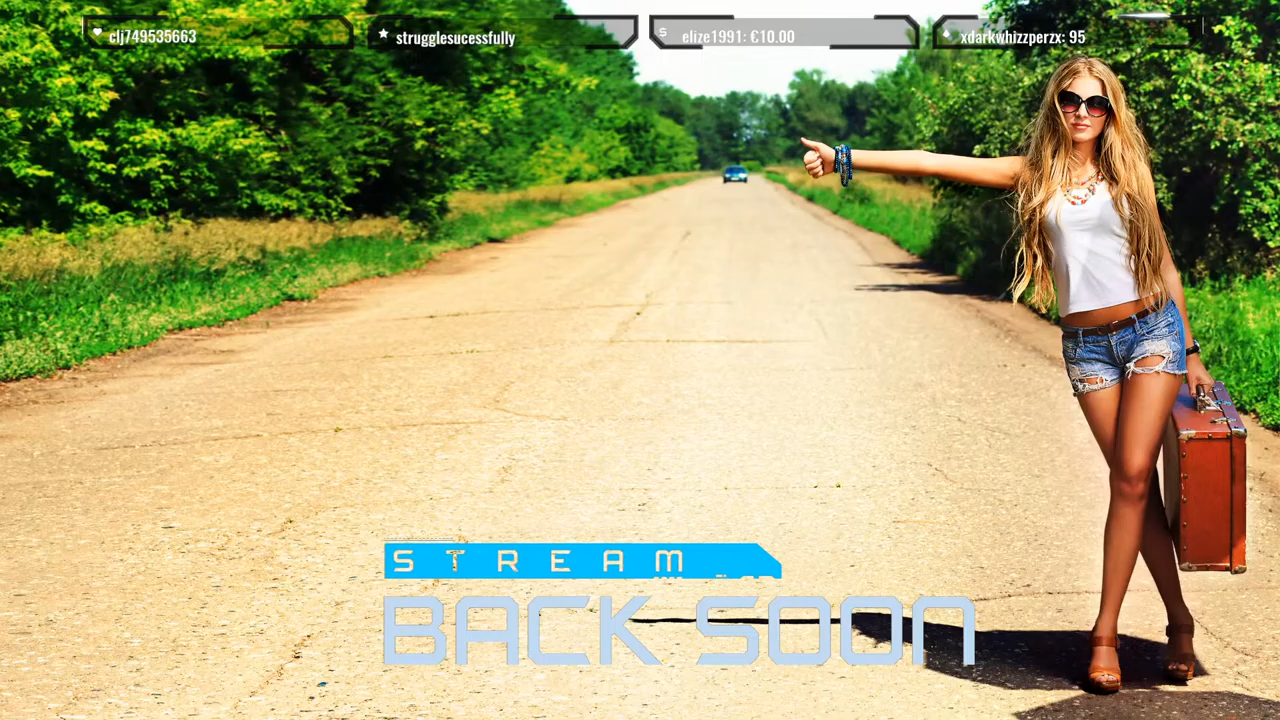 clj749535663
strugglesucessfully
elize1991: €10.00
xdarkwhizzperzx: 95
STREAM
BACK SOON